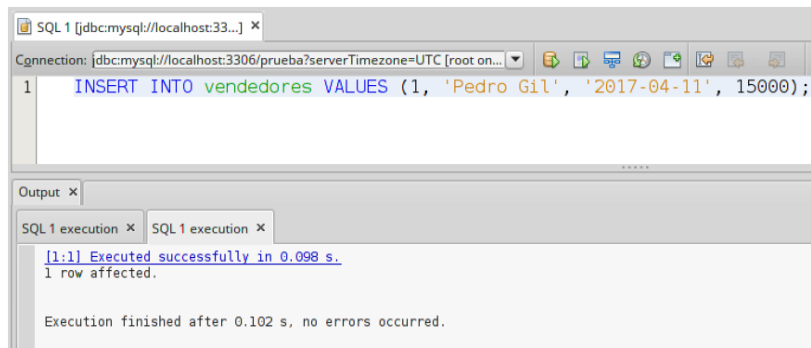 SQL 1 [jdbc:mysql://localhost:33...]
Connection: jdbc:mysql://localhost:3306/prueba?serverTimezone=UTC [root on...
1 INSERT INTO vendedores VALUES (1, 'Pedro Gil', '2017-04-11', 15000);
Output
SQL 1 execution SQL 1 execution
[1:1] Executed successfully in 0.098 s.
1 row affected.
Execution finished after 0.102 s, no errors occurred.